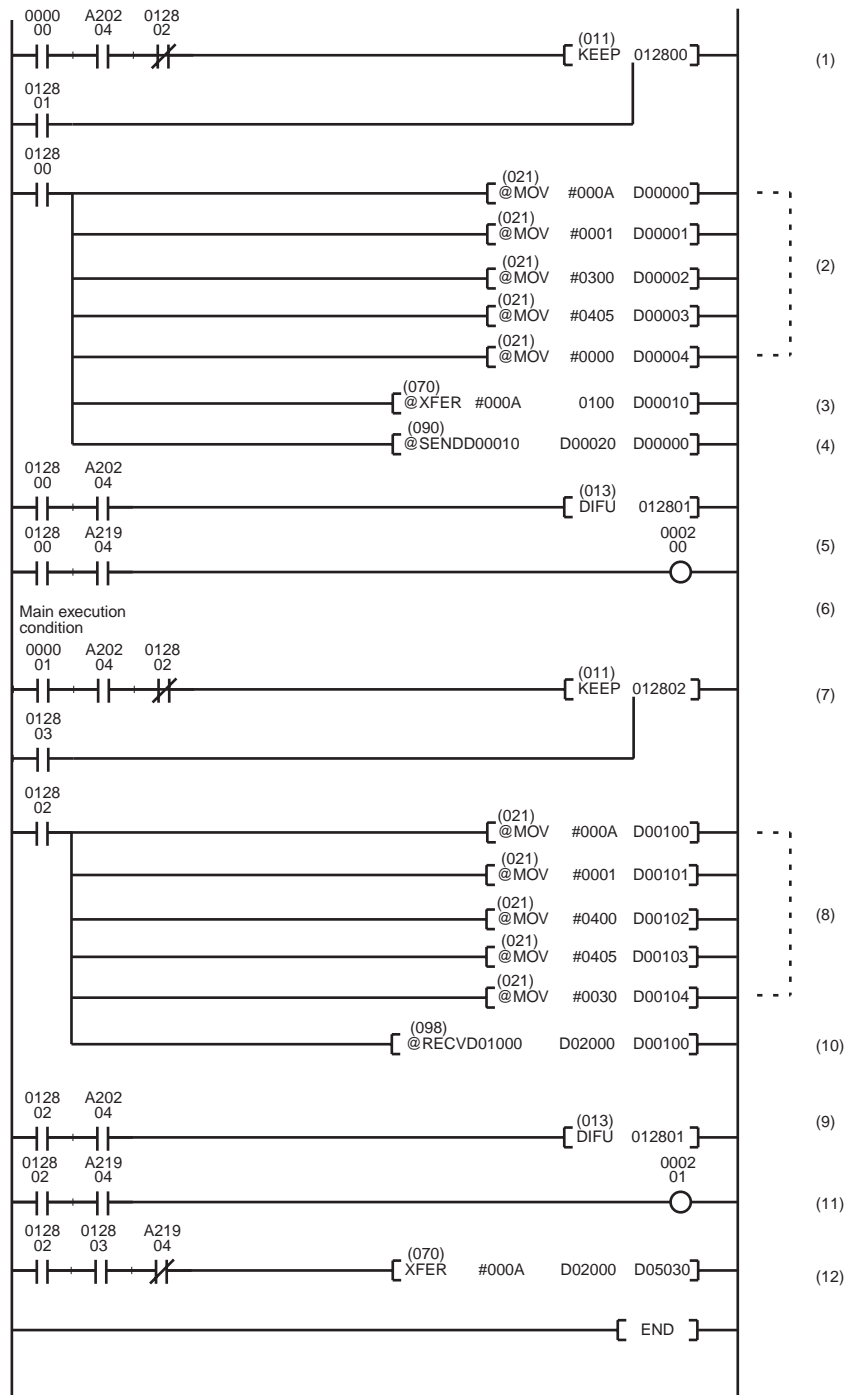 0000 A202 0128
00 04 02
(011)
KEEP 012800
(1)
0128
01
0128
00
(021)
@MOV #000A D00000
(021)
@MOV #0001 D00001
(021)
@MOV #0300 D00002
(2)
(021)
@MOV #0405 D00003
(021)
@MOV #0000 D00004
(070)
@XFER #000A 0100 D00010
(3)
(090)
@SENDD00010 D00020 D00000
(4)
0128 A202
00 04
(013)
DIFU 012801
0128 A219
00 04
0002
00
(5)
Main execution
condition
(6)
0000 A202 0128
01 04 02
(011)
KEEP 012802
(7)
0128
03
0128
02
(021)
@MOV #000A D00100
(021)
@MOV #0001 D00101
(021)
@MOV #0400 D00102
(8)
(021)
@MOV #0405 D00103
(021)
@MOV #0030 D00104
(098)
@RECVD01000 D02000 D00100
(10)
0128 A202
02 04
(013)
DIFU 012801
(9)
0128 A219
02 04
0002
01
(11)
0128 0128 A219
02 03 04
(070)
XFER #000A D02000 D05030
(12)
END